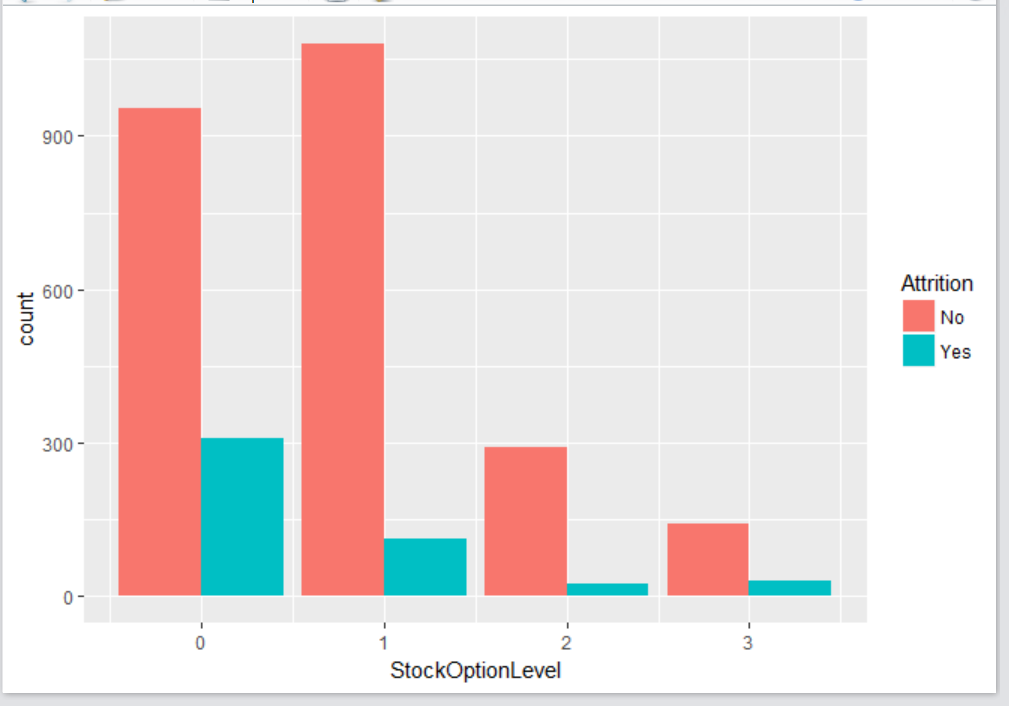 900
600
300
0
count
0 1 2 3
StockOptionLevel
Attrition
No
Yes